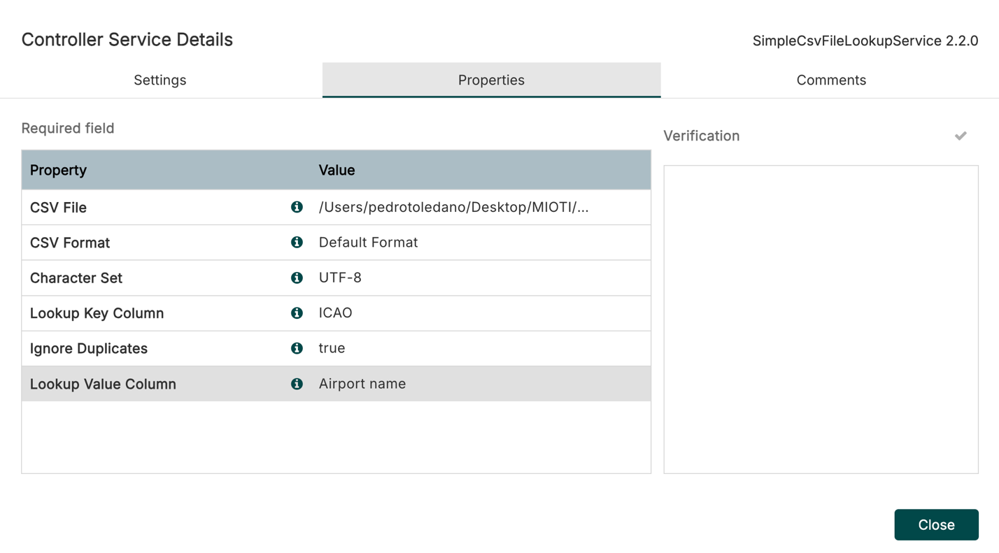 Controller Service Details
SimpleCsvFileLookupService 2.2.0
Settings
Properties
Comments
Required field
Verification
Property Value
CSV File /Users/pedrotoledano/Desktop/MIOTI/...
CSV Format Default Format
Character Set UTF-8
Lookup Key Column ICAO
Ignore Duplicates true
Lookup Value Column Airport name
Close